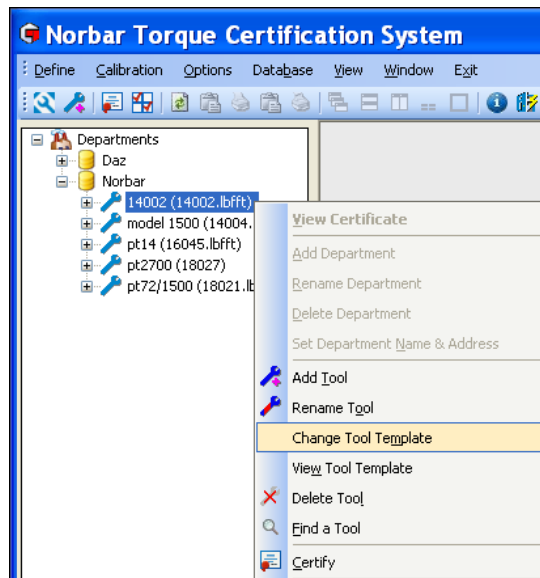 Norbar Torque Certification System
Define Calibration Options Database View Window Exit
Departments
Daz
Norbar
14002 (14002.lbfft)
model 1500 (14004.
pt14 (16045.lbfft)
pt2700 (18027)
pt72/1500 (18021.lb
View Certificate
Add Department
Rename Department
Delete Department
Set Department Name & Address
Add Tool
Rename Tool
Change Tool Template
View Tool Template
Delete Tool
Find a Tool
Certify